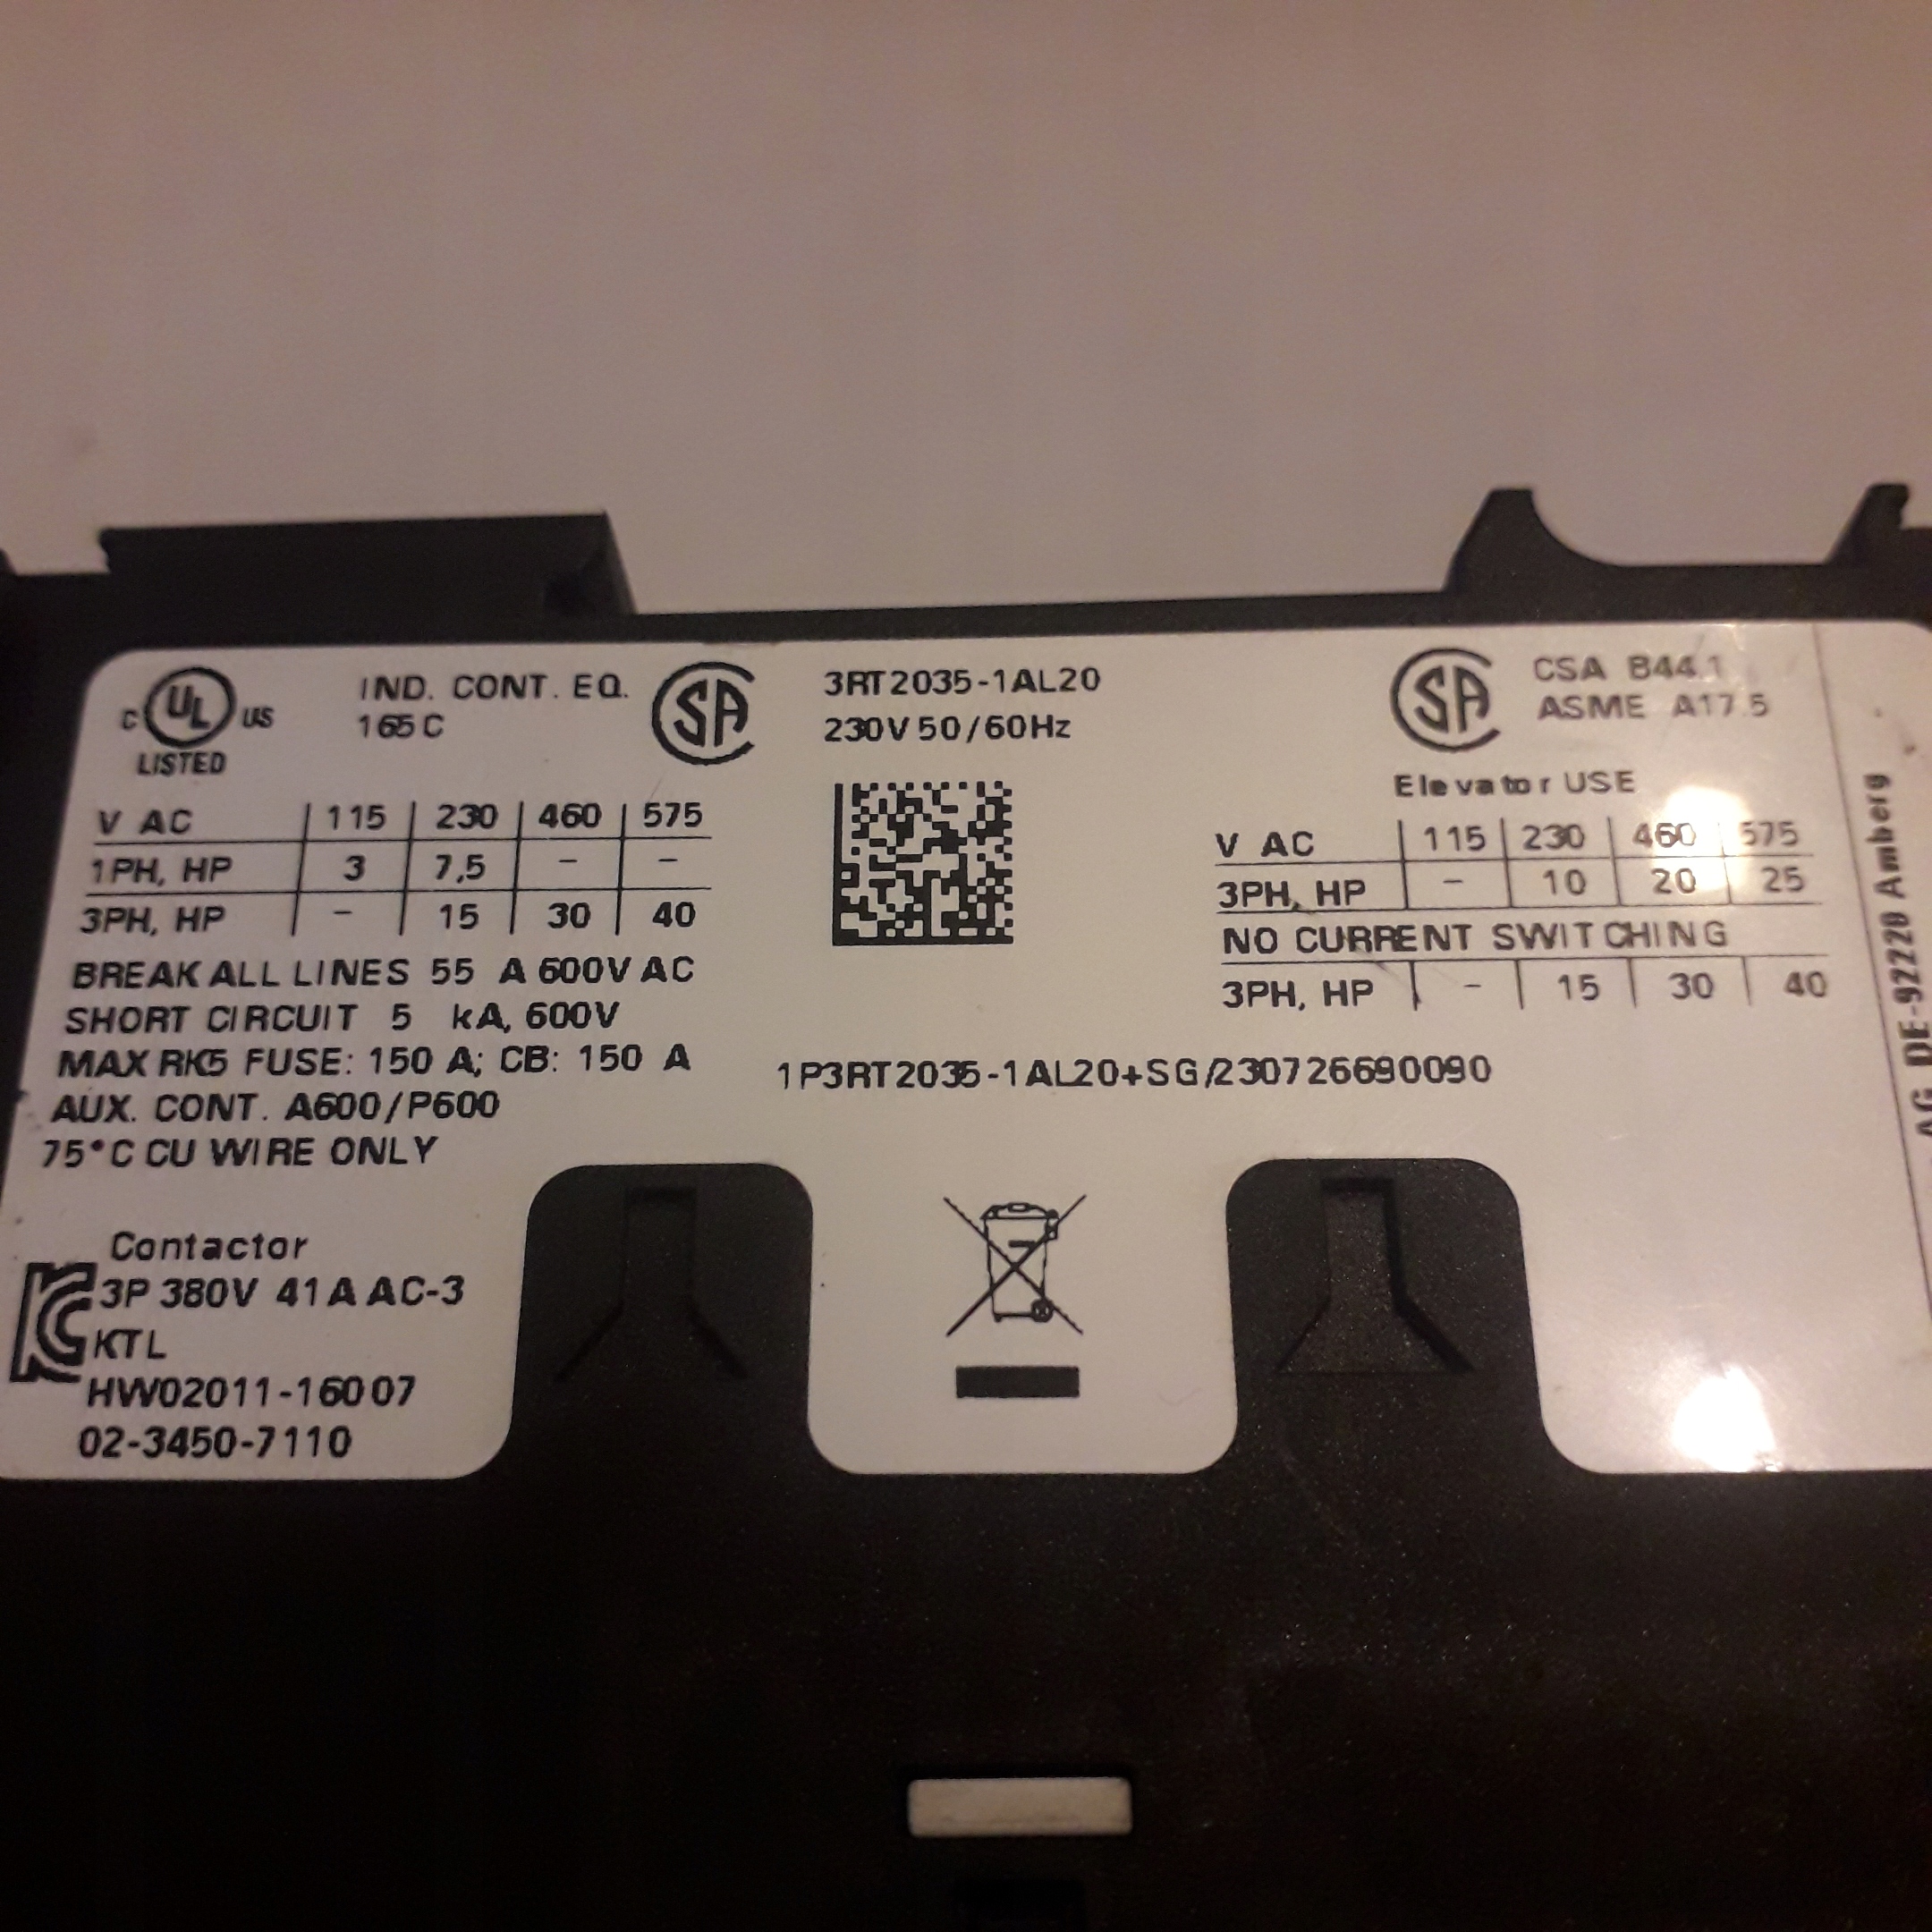 C UL US
LISTED
IND. CONT. EQ.
165 C
SA
3RT2035-1AL20
230V 50/60Hz
SA
CSA B44.1
ASME A17.5
V AC 115 230 460 575
1PH, HP 3 7,5 – –
3PH, HP – 15 30 40
BREAK ALL LINES 55 A 600V AC
SHORT CIRCUIT 5 kA, 600V
MAX RK5 FUSE: 150 A; CB: 150 A
AUX. CONT. A600/P600
75°C CU WIRE ONLY
Elevator USE
V AC 115 230 460 575
3PH, HP – 10 20 25
NO CURRENT SWITCHING
3PH, HP – 15 30 40
1P3RT2035-1AL20+SG/230726690090
Contactor
3P 380V 41A AC-3
KTL
HW02011-16007
02-3450-7110
AG DE-92220 Amberg